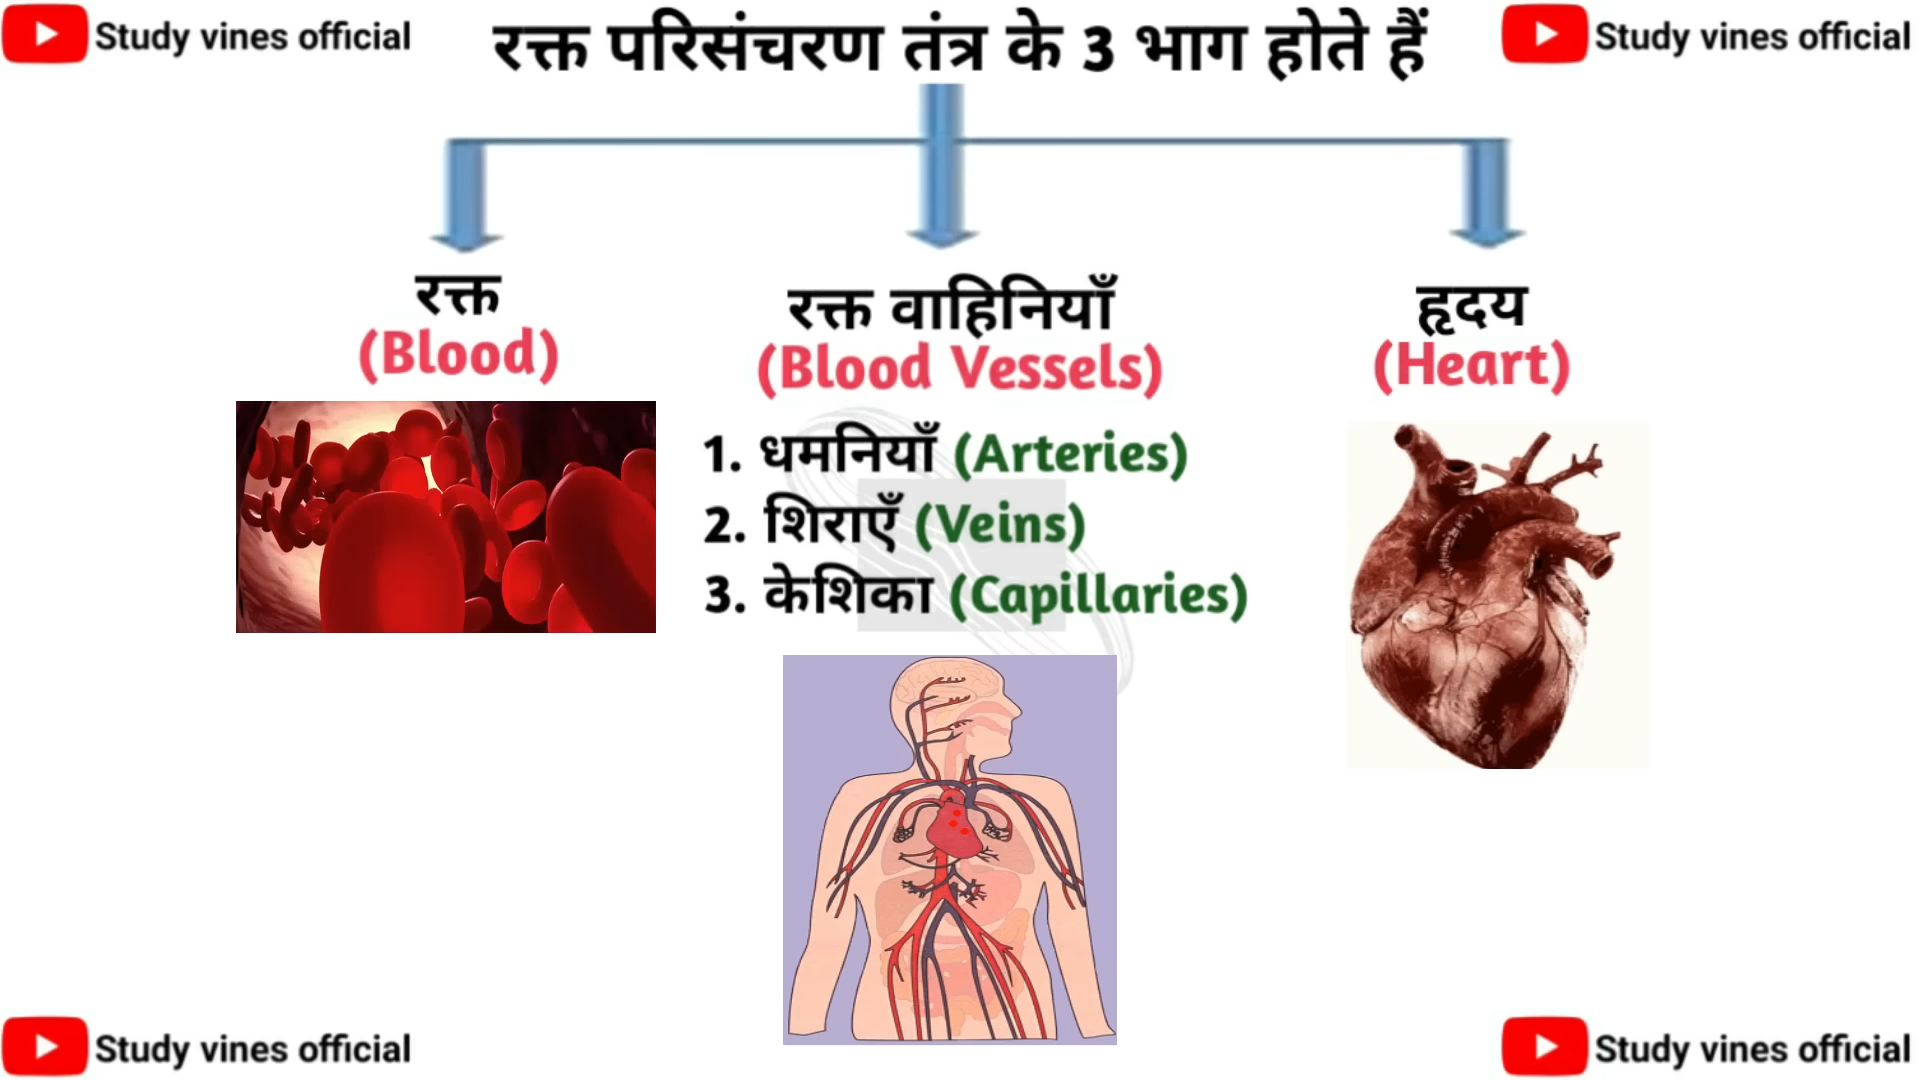 Study vines official
रक्त परिसंचरण तंत्र के 3 भाग होते हैं
Study vines official
रक्त
(Blood)
रक्त वाहिनियाँ
(Blood Vessels)
1. धमनियाँ (Arteries)
2. शिराएँ (Veins)
3. केशिका (Capillaries)
हृदय
(Heart)
Study vines official
Study vines official